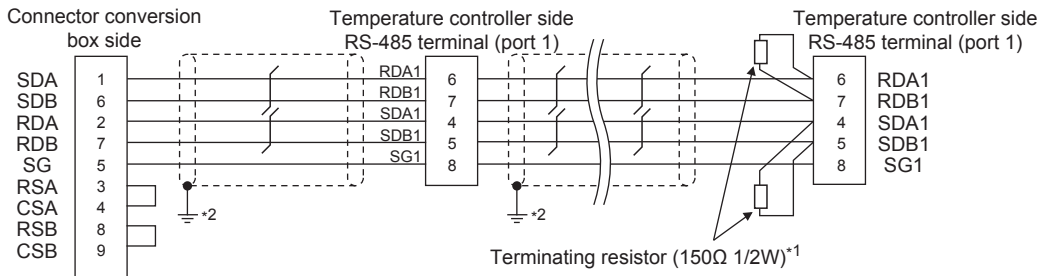 Connector conversion
box side
Temperature controller side
RS-485 terminal (port 1)
Temperature controller side
RS-485 terminal (port 1)
SDA 1 RDA1 6 6 RDA1
SDB 6 RDB1 7 7 RDB1
RDA 2 SDA1 4 4 SDA1
RDB 7 SDB1 5 5 SDB1
SG 5 SG1 8 8 SG1
RSA 3
CSA 4
RSB 8
CSB 9
*2
*2
Terminating resistor (150Ω 1/2W)*1